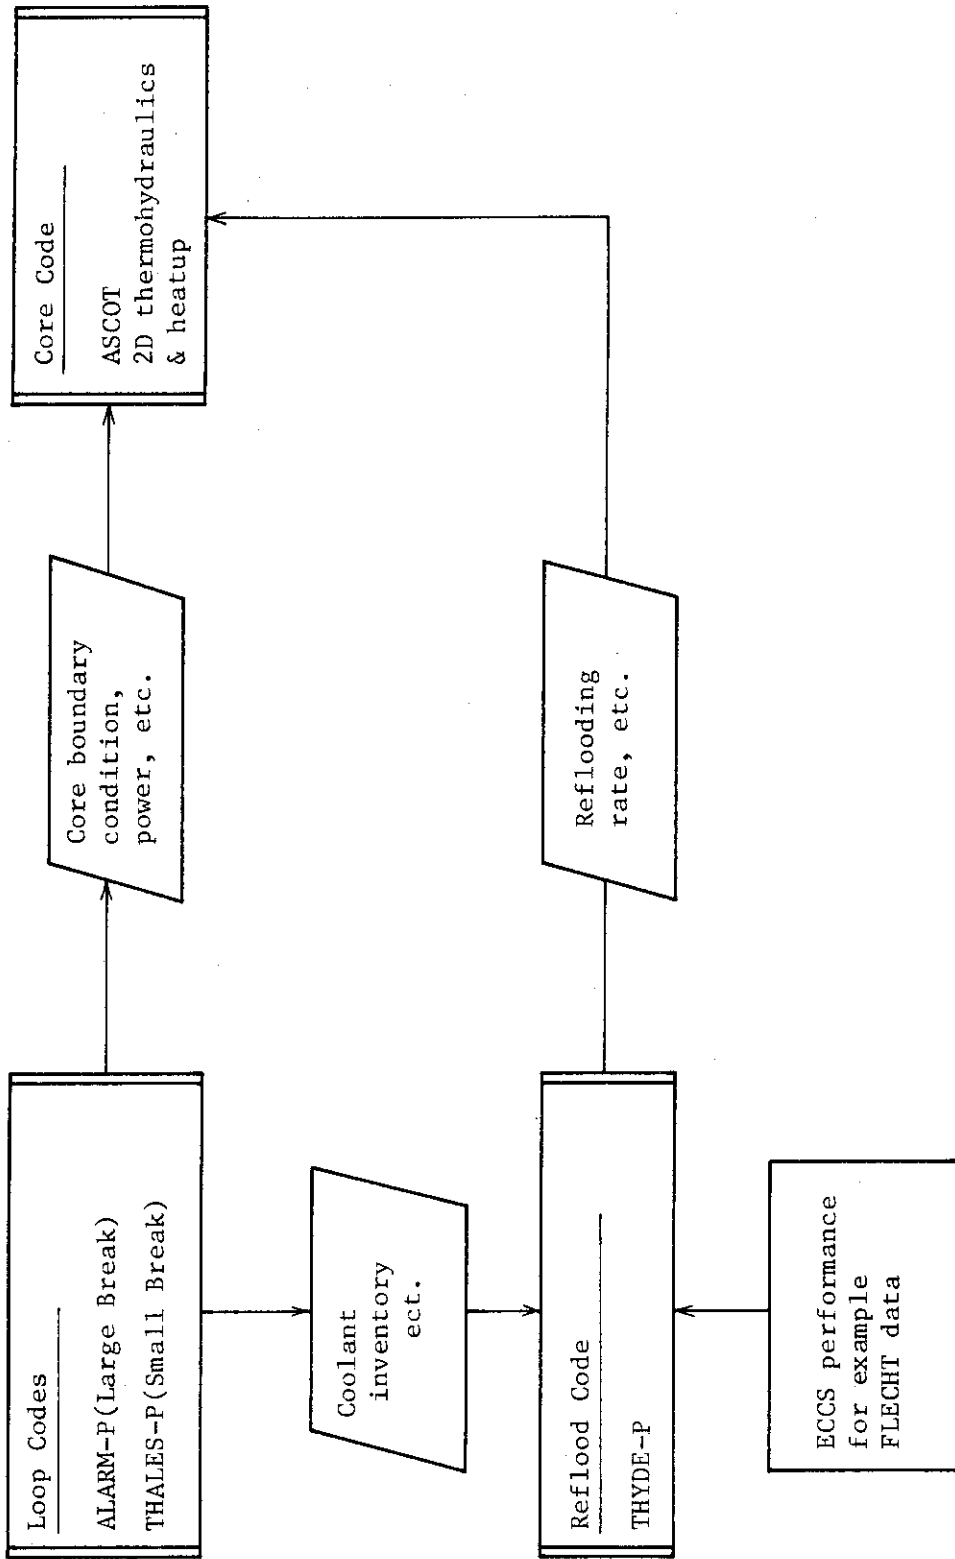 Loop Codes
ALARM-P(Large Break)
THALES-P(Small Break)
Core boundary
condition,
power, etc.
Core Code
ASCOT
2D thermohydraulics
& heatup
Coolant
inventory
ect.
Reflood Code
THYDE-P
Reflooding
rate, etc.
ECCS performance
for example
FLECHT data